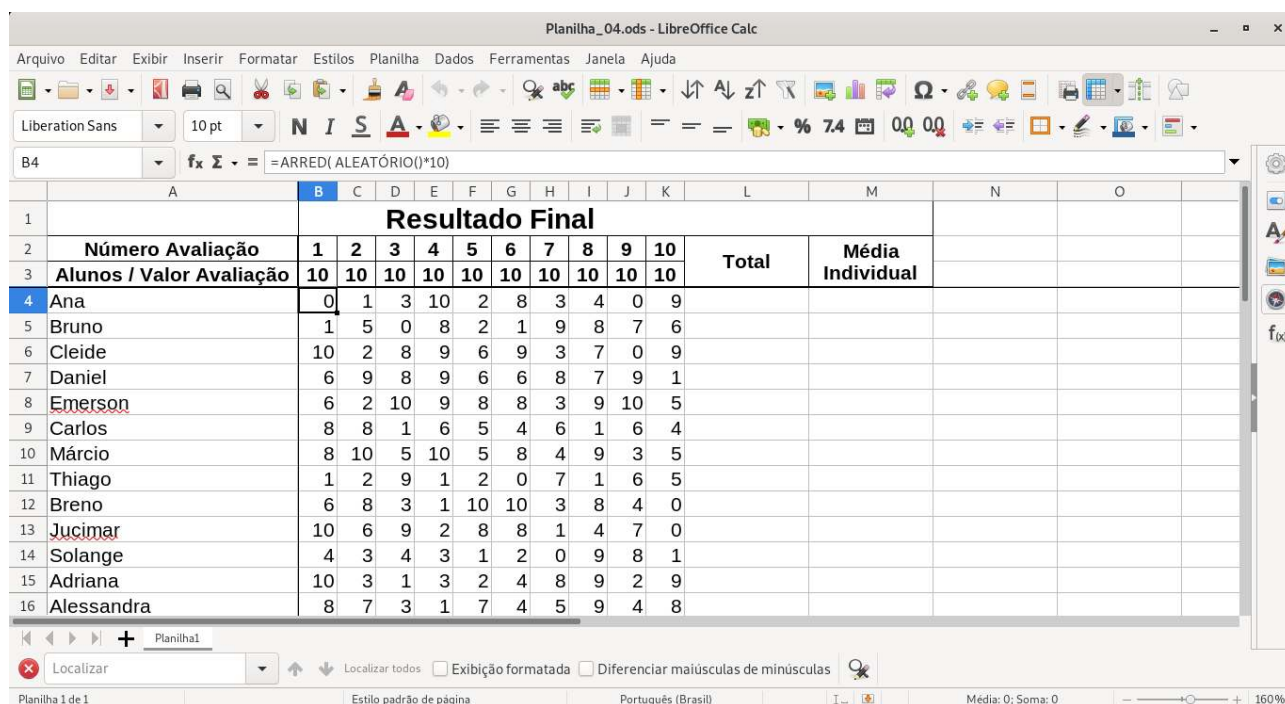 Planilha_04.ods - LibreOffice Calc
Arquivo Editar Exibir Inserir Formatar Estilos Planilha Dados Ferramentas Janela Ajuda
Liberation Sans 10 pt N I S A % 7.4 0.0 0.0
B4 fx Σ = =ARRED( ALEATÓRIO()*10)
A B C D E F G H I J K L M N O
1 Resultado Final
2 Número Avaliação 1 2 3 4 5 6 7 8 9 10 Total Média Individual
3 Alunos / Valor Avaliação 10 10 10 10 10 10 10 10 10 10
4 Ana 0 1 3 10 2 8 3 4 0 9
5 Bruno 1 5 0 8 2 1 9 8 7 6
6 Cleide 10 2 8 9 6 9 3 7 0 9
7 Daniel 6 9 8 9 6 6 8 7 9 1
8 Emerson 6 2 10 9 8 8 3 9 10 5
9 Carlos 8 8 1 6 5 4 6 1 6 4
10 Márcio 8 10 5 10 5 8 4 9 3 5
11 Thiago 1 2 9 1 2 0 7 1 6 5
12 Breno 6 8 3 1 10 10 3 8 4 0
13 Jucimar 10 6 9 2 8 8 1 4 7 0
14 Solange 4 3 4 3 1 2 0 9 8 1
15 Adriana 10 3 1 3 2 4 8 9 2 9
16 Alessandra 8 7 3 1 7 4 5 9 4 8
Planilha1
Localizar Localizar todos Exibição formatada Diferenciar maiúsculas de minúsculas
Planilha 1 de 1 Estilo padrão de página Português (Brasil) Média: 0; Soma: 0 160%